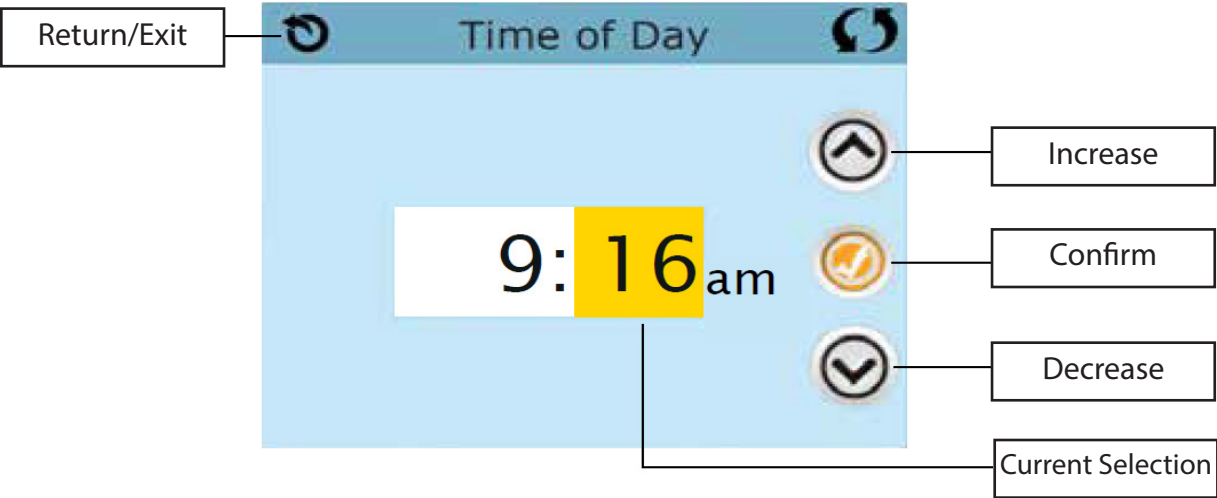 Return/Exit
Time of Day
Increase
9:16am
Confirm
Decrease
Current Selection